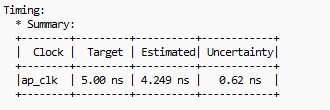 Timing:
* Summary:
+--------+---------+----------+------------+
| Clock | Target | Estimated| Uncertainty|
+--------+---------+----------+------------+
|ap_clk | 5.00 ns | 4.249 ns | 0.62 ns|
+--------+---------+----------+------------+